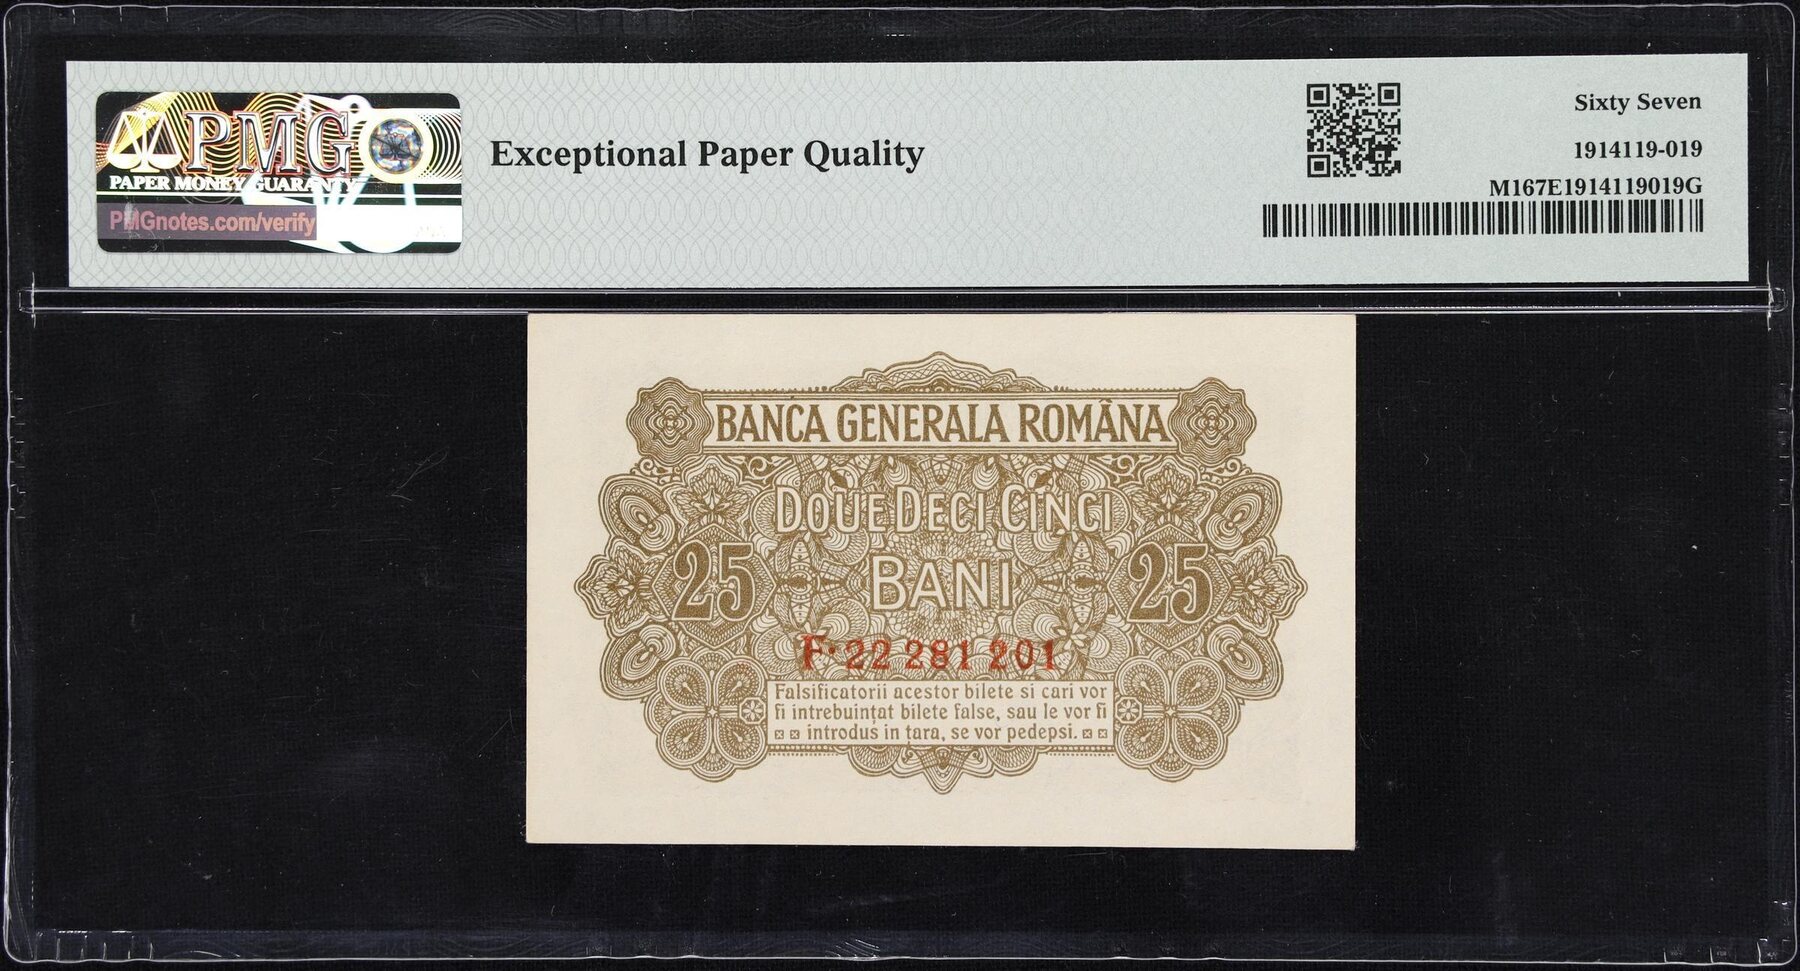 PMG
PAPER MONEY GUARANTY
PMGnotes.com/verify
Exceptional Paper Quality
Sixty Seven
1914119-019
M167E1914119019G
BANCA GENERALA ROMÂNA
DOUE DECI CINCI
25 BANI 25
F·22 281 201
Falsificatorii acestor bilete si cari vor
fi intrebuințat bilete false, sau le vor fi
introdus in țara, se vor pedepsi.